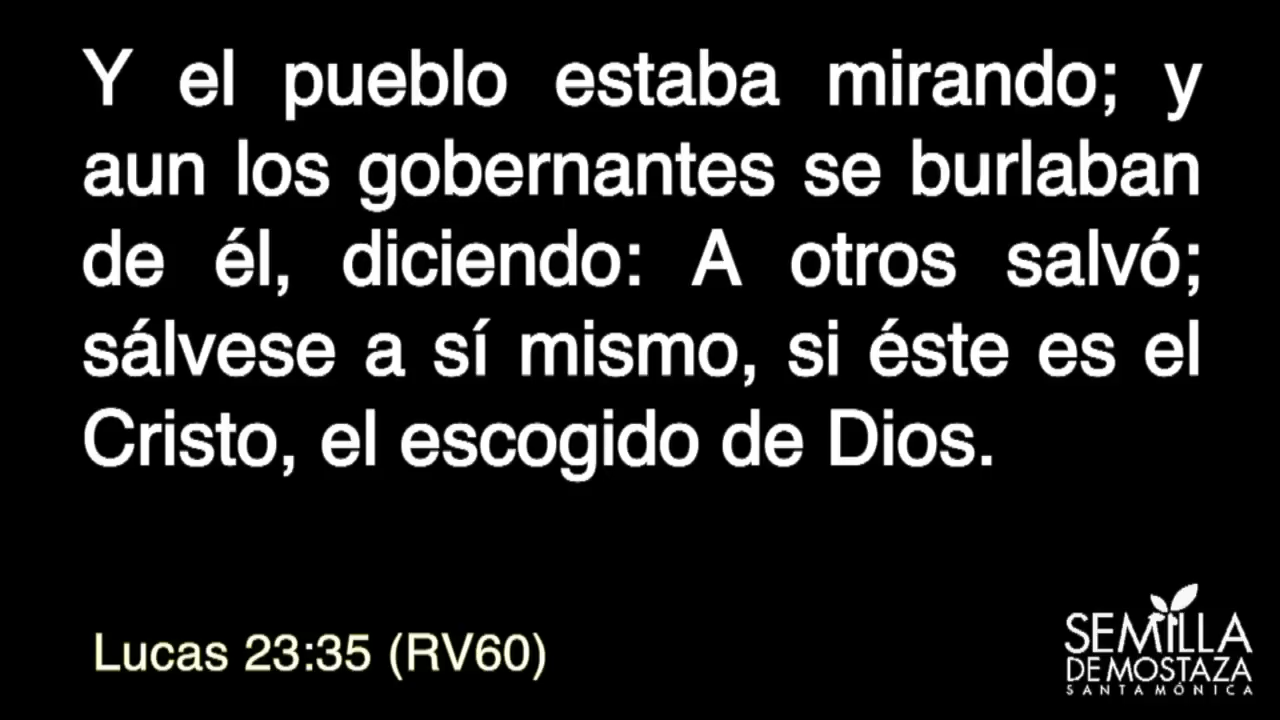 Y el pueblo estaba mirando; y
aun los gobernantes se burlaban
de él, diciendo: A otros salvó;
sálvese a sí mismo, si éste es el
Cristo, el escogido de Dios.
Lucas 23:35 (RV60)
SEMILLA
DE MOSTAZA
SANTA MÓNICA